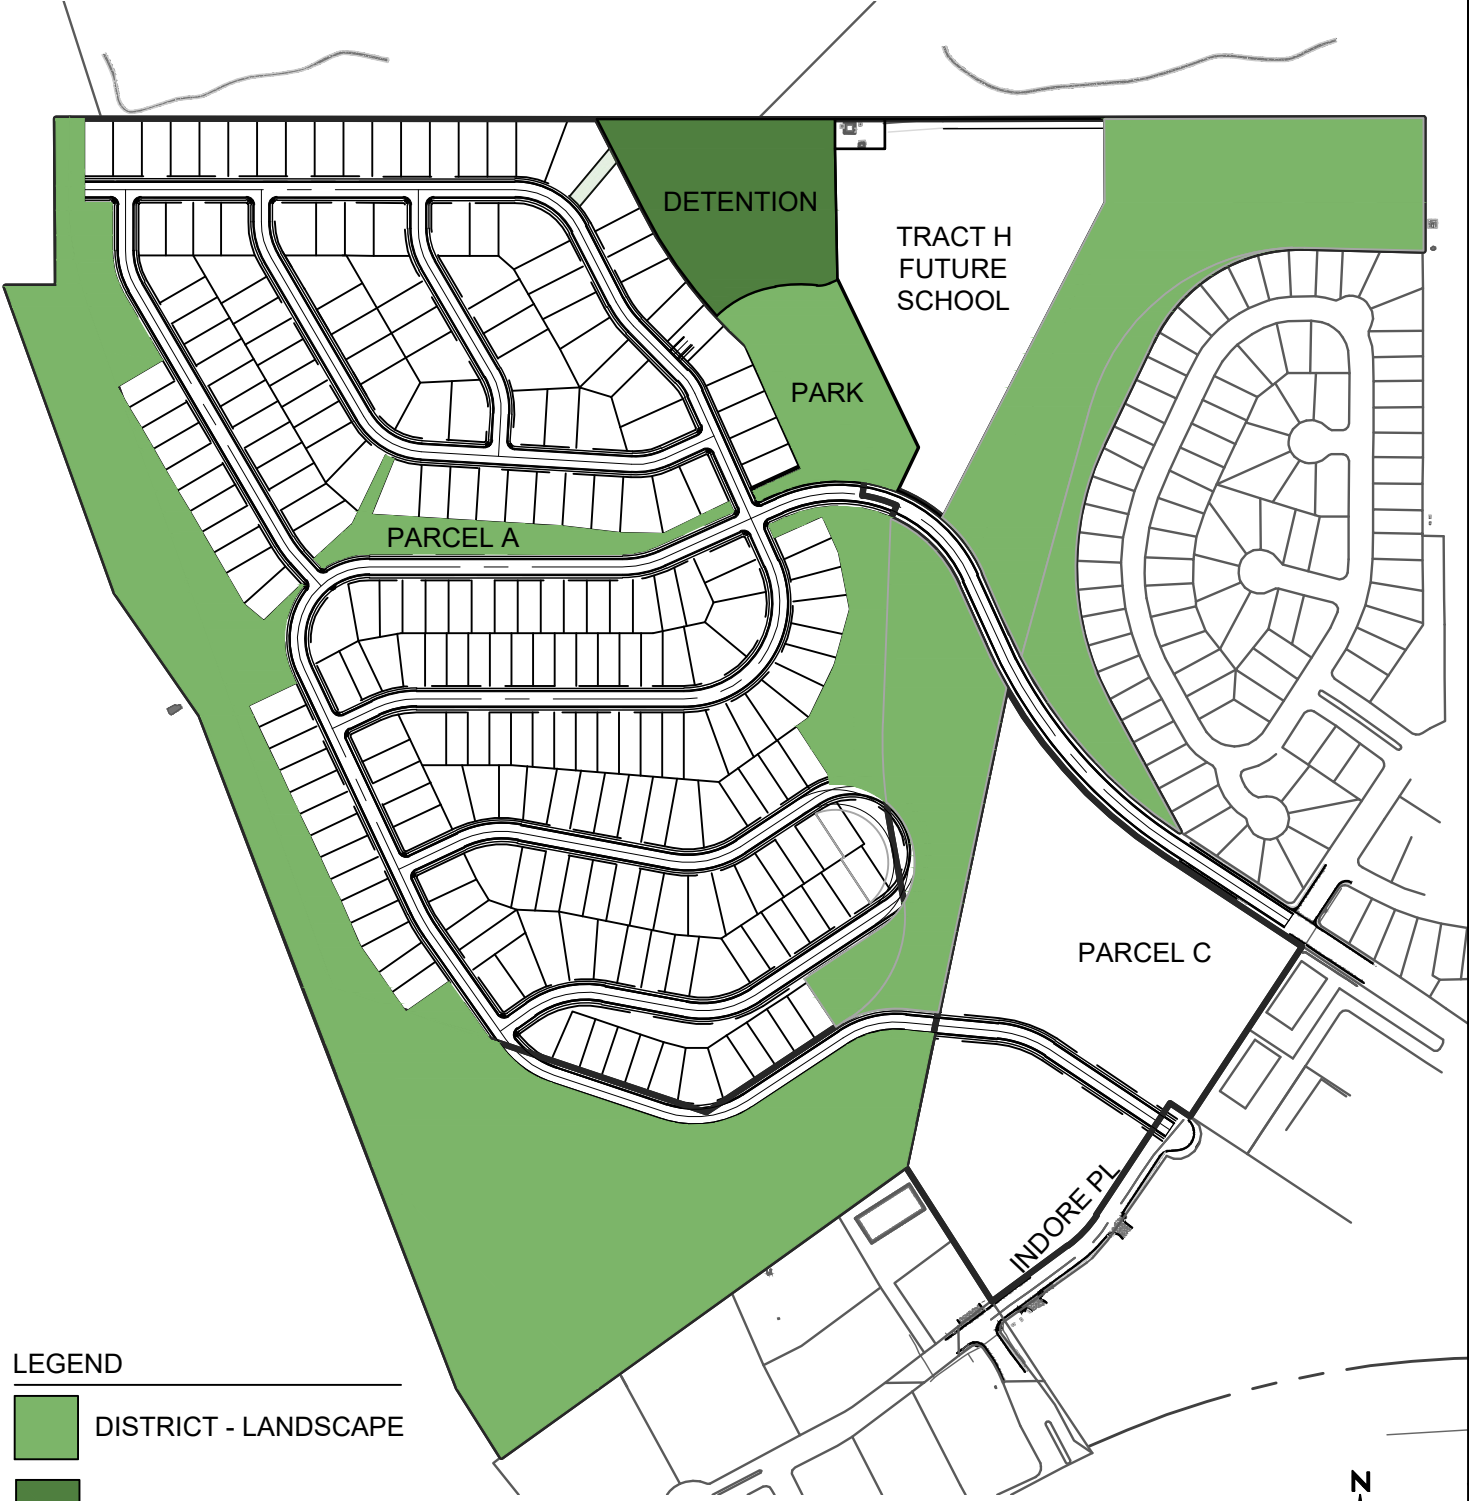 DETENTION
TRACT H
FUTURE
SCHOOL
PARK
PARCEL A
PARCEL C
INDORE PL
LEGEND
DISTRICT - LANDSCAPE
N